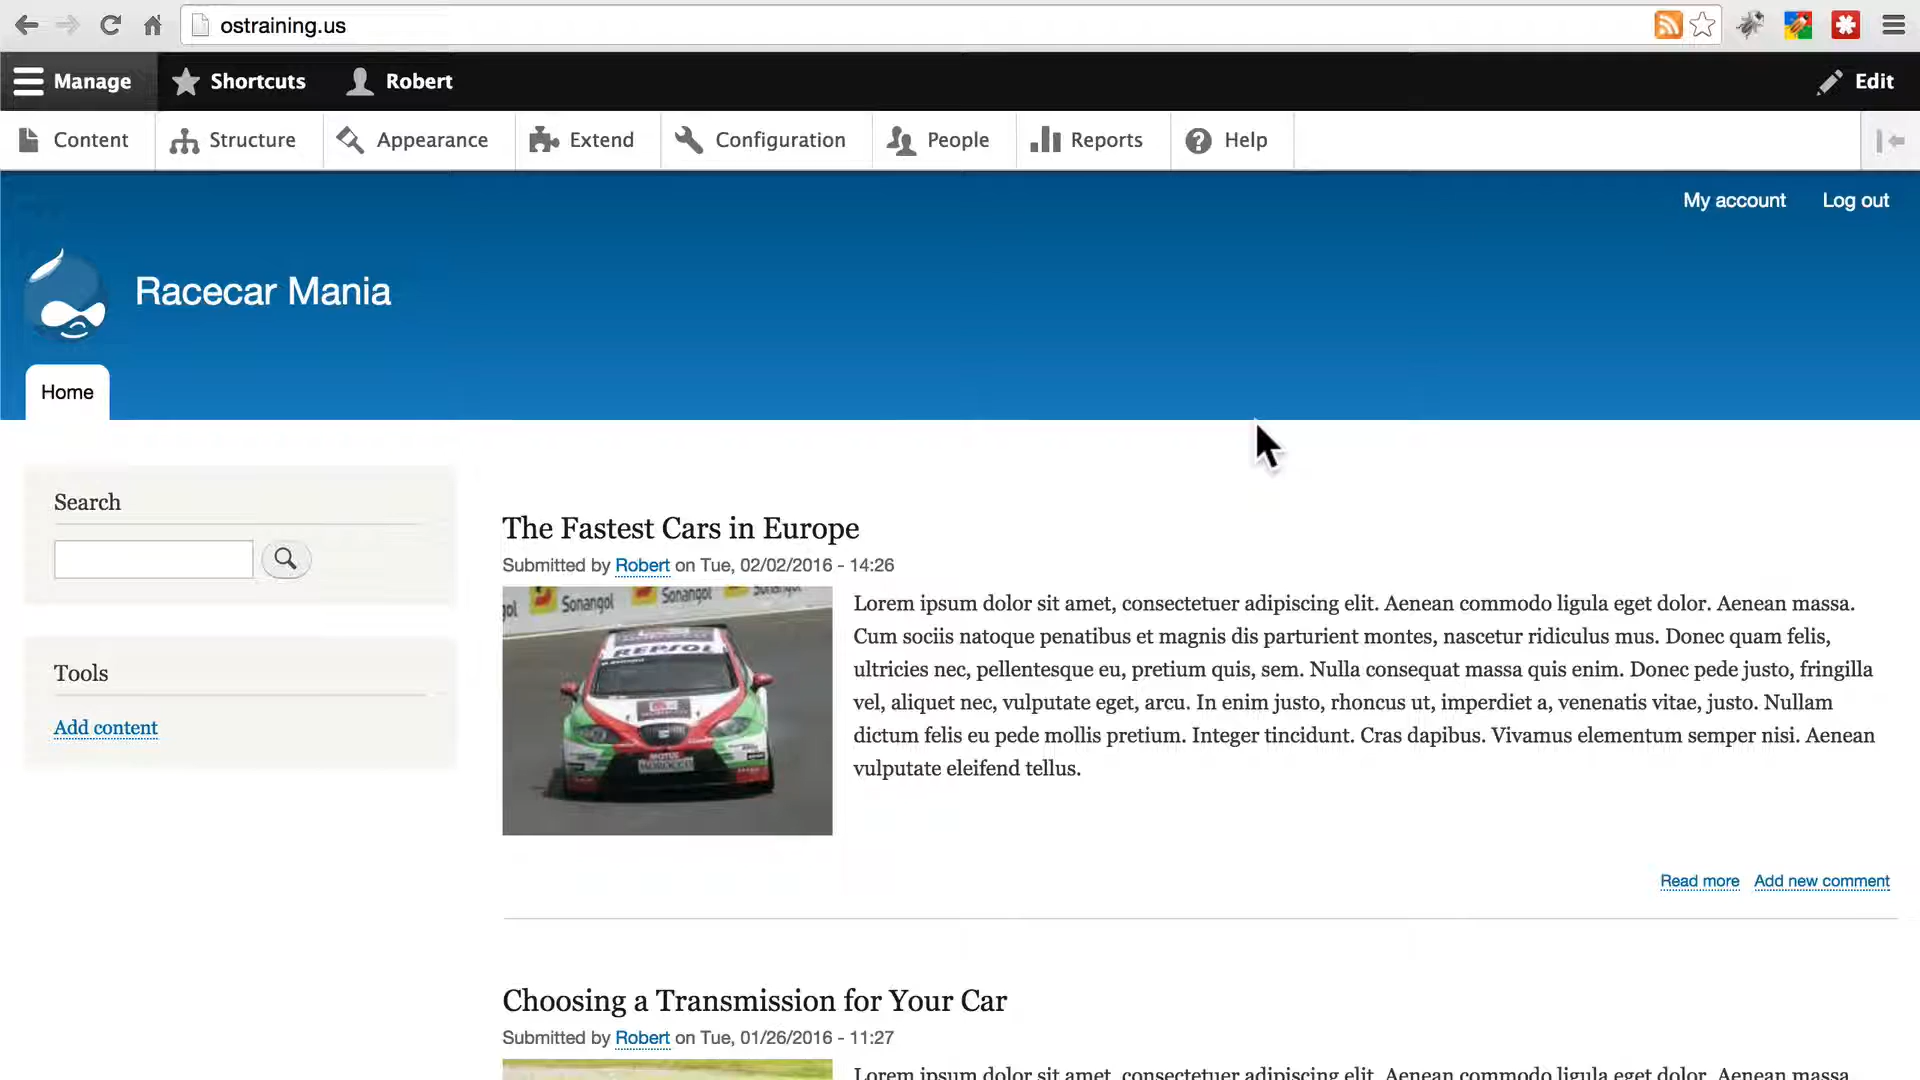 ostraining.us
Manage Shortcuts Robert Edit
Content Structure Appearance Extend Configuration People Reports Help
My account Log out
Racecar Mania
Home
Search
Tools
Add content
The Fastest Cars in Europe
Submitted by Robert on Tue, 02/02/2016 - 14:26
Sonangol
REPSOL
MOROCCO
Lorem ipsum dolor sit amet, consectetuer adipiscing elit. Aenean commodo ligula eget dolor. Aenean massa.
Cum sociis natoque penatibus et magnis dis parturient montes, nascetur ridiculus mus. Donec quam felis,
ultricies nec, pellentesque eu, pretium quis, sem. Nulla consequat massa quis enim. Donec pede justo, fringilla
vel, aliquet nec, vulputate eget, arcu. In enim justo, rhoncus ut, imperdiet a, venenatis vitae, justo. Nullam
dictum felis eu pede mollis pretium. Integer tincidunt. Cras dapibus. Vivamus elementum semper nisi. Aenean
vulputate eleifend tellus.
Read more Add new comment
Choosing a Transmission for Your Car
Submitted by Robert on Tue, 01/26/2016 - 11:27
Lorem ipsum dolor sit amet, consectetuer adipiscing elit. Aenean commodo ligula eget dolor. Aenean massa.